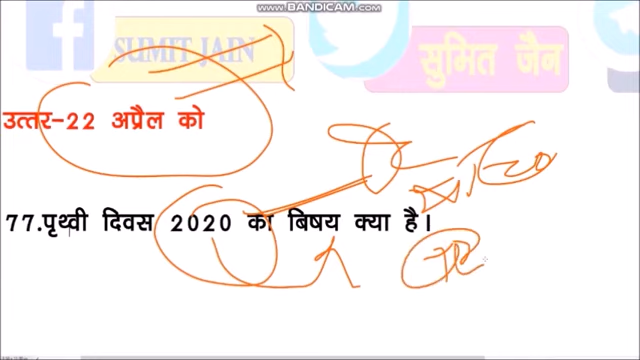 www.BANDICAM.com
SUMIT JAIN
सुमित जैन
उत्तर-22 अप्रैल को
77.पृथ्वी दिवस 2020 का बिषय क्या है।